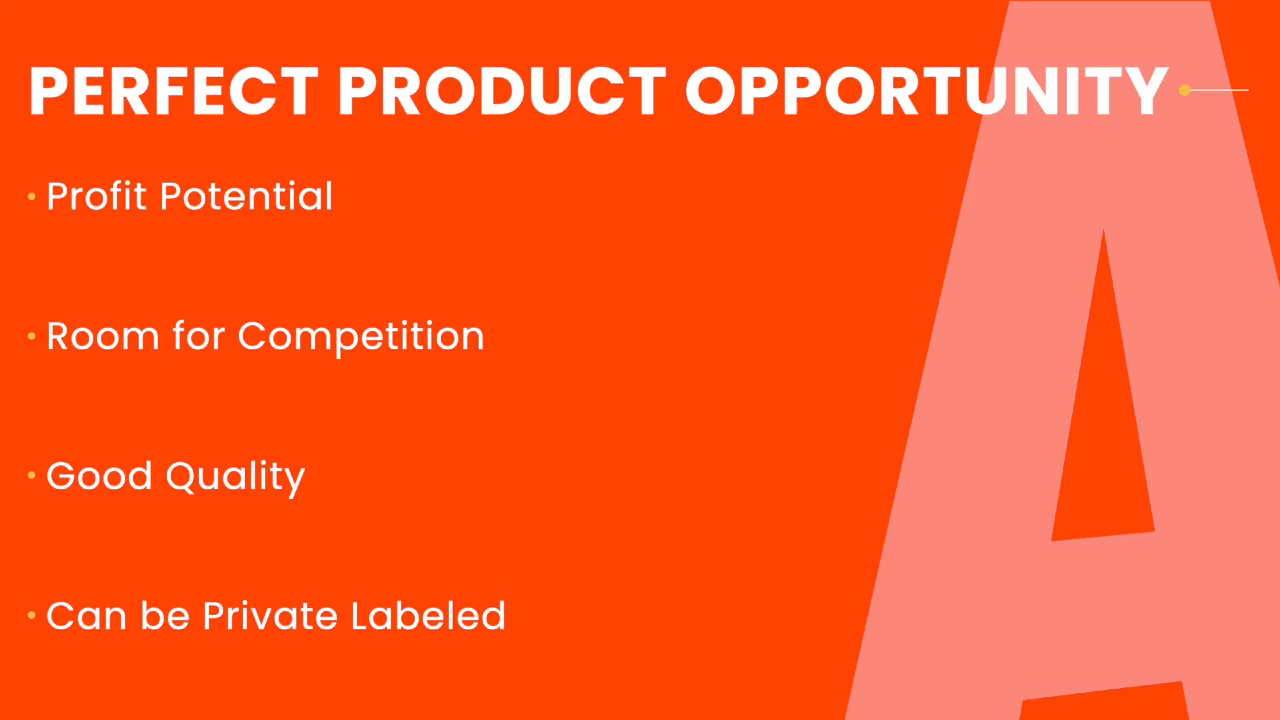 PERFECT PRODUCT OPPORTUNITY
• Profit Potential
• Room for Competition
• Good Quality
• Can be Private Labeled
A